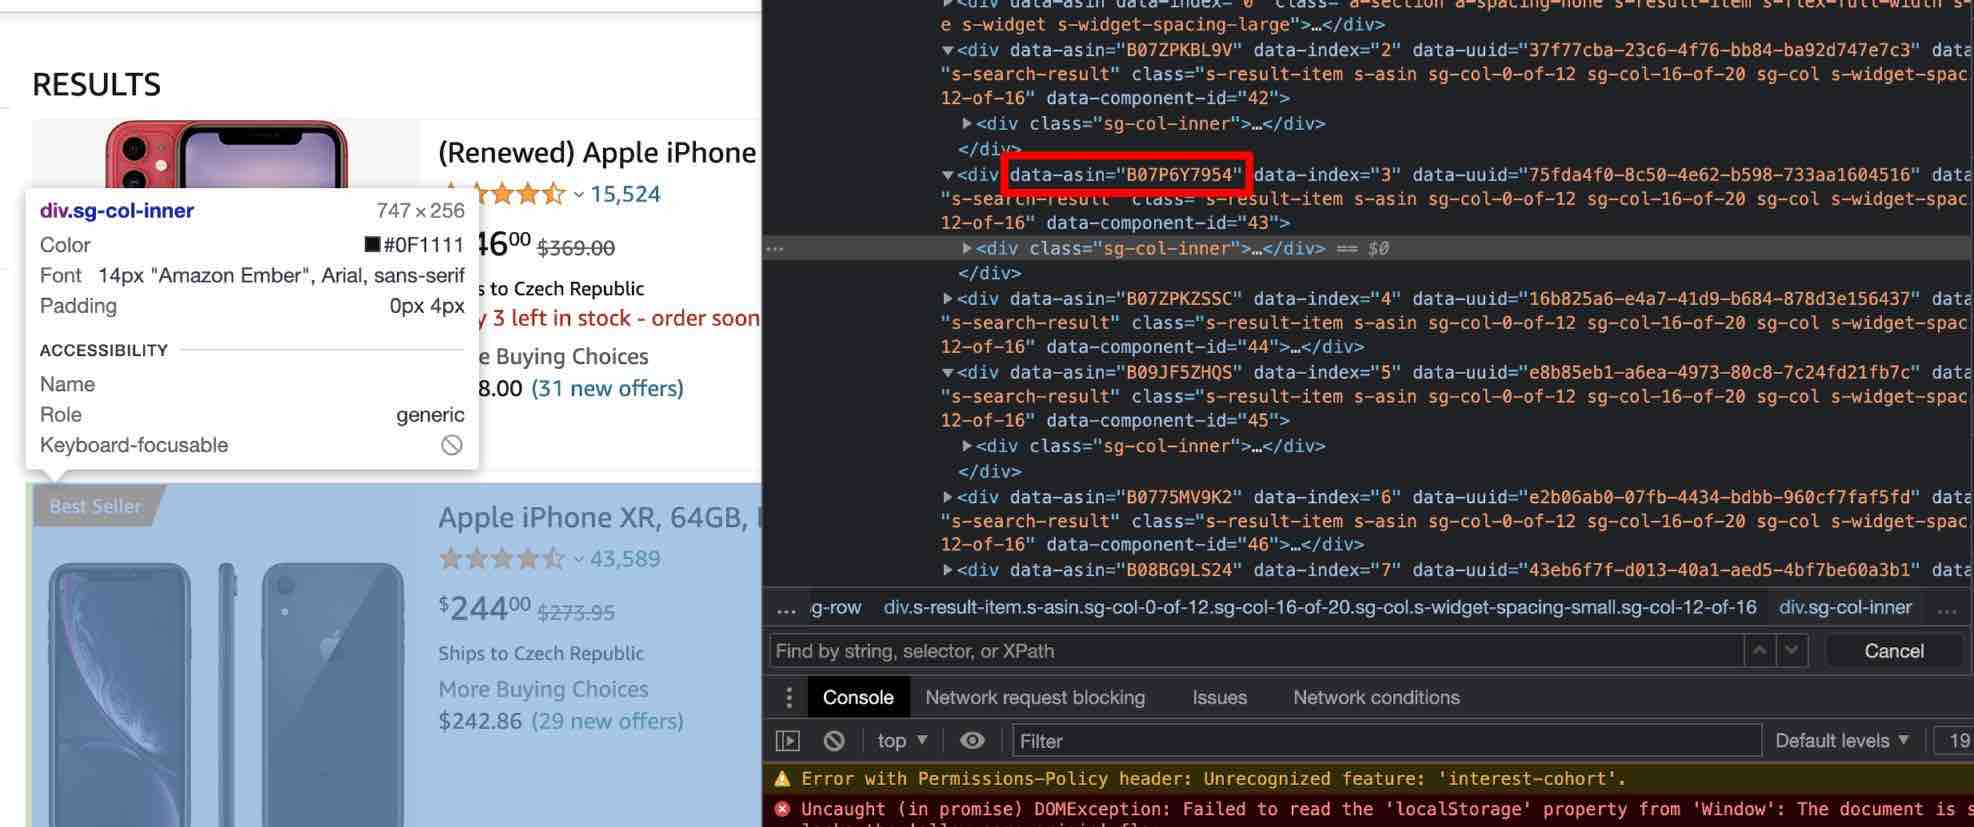 RESULTS
(Renewed) Apple iPhone
15,524
46⁰⁰ $369.00
s to Czech Republic
y 3 left in stock - order soon
e Buying Choices
8.00 (31 new offers)
div.sg-col-inner 747 × 256
Color #0F1111
Font 14px "Amazon Ember", Arial, sans-serif
Padding 0px 4px
ACCESSIBILITY
Name
Role generic
Keyboard-focusable
Best Seller
Apple iPhone XR, 64GB,
43,589
$244⁰⁰ $273.95
Ships to Czech Republic
More Buying Choices
$242.86 (29 new offers)
<div data-asin data-index="0" class="a-section a-spacing-none s-result-item s-flex-full-width s-
e s-widget s-widget-spacing-large">…</div>
▼<div data-asin="B07ZPKBL9V" data-index="2" data-uuid="37f77cba-23c6-4f76-bb84-ba92d747e7c3" data
"s-search-result" class="s-result-item s-asin sg-col-0-of-12 sg-col-16-of-20 sg-col s-widget-spac
12-of-16" data-component-id="42">
▶<div class="sg-col-inner">…</div>
</div>
▼<div data-asin="B07P6Y7954" data-index="3" data-uuid="75fda4f0-8c50-4e62-b598-733aa1604516" data
"s-search-result" class="s-result-item s-asin sg-col-0-of-12 sg-col-16-of-20 sg-col s-widget-spac
12-of-16" data-component-id="43">
… ▶<div class="sg-col-inner">…</div> == $0
</div>
▶<div data-asin="B07ZPKZSSC" data-index="4" data-uuid="16b825a6-e4a7-41d9-b684-878d3e156437" data
"s-search-result" class="s-result-item s-asin sg-col-0-of-12 sg-col-16-of-20 sg-col s-widget-spac
12-of-16" data-component-id="44">…</div>
▼<div data-asin="B09JF5ZHQS" data-index="5" data-uuid="e8b85eb1-a6ea-4973-80c8-7c24fd21fb7c" data
"s-search-result" class="s-result-item s-asin sg-col-0-of-12 sg-col-16-of-20 sg-col s-widget-spac
12-of-16" data-component-id="45">
▶<div class="sg-col-inner">…</div>
</div>
▶<div data-asin="B0775MV9K2" data-index="6" data-uuid="e2b06ab0-07fb-4434-bdbb-960cf7faf5fd" data
"s-search-result" class="s-result-item s-asin sg-col-0-of-12 sg-col-16-of-20 sg-col s-widget-spac
12-of-16" data-component-id="46">…</div>
▶<div data-asin="B08BG9LS24" data-index="7" data-uuid="43eb6f7f-d013-40a1-aed5-4bf7be60a3b1" data
… g-row div.s-result-item.s-asin.sg-col-0-of-12.sg-col-16-of-20.sg-col.s-widget-spacing-small.sg-col-12-of-16 div.sg-col-inner …
Find by string, selector, or XPath Cancel
Console Network request blocking Issues Network conditions
top ▼ Filter Default levels ▼ 19
Error with Permissions-Policy header: Unrecognized feature: 'interest-cohort'.
Uncaught (in promise) DOMException: Failed to read the 'localStorage' property from 'Window': The document is s